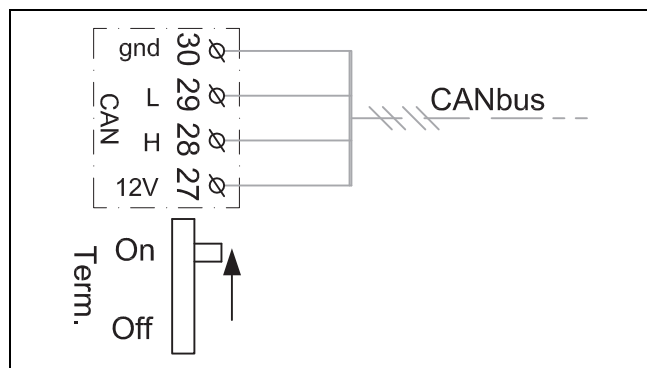 gnd 30
L 29
CAN
H 28
12V 27
CANbus
Term.
On
Off